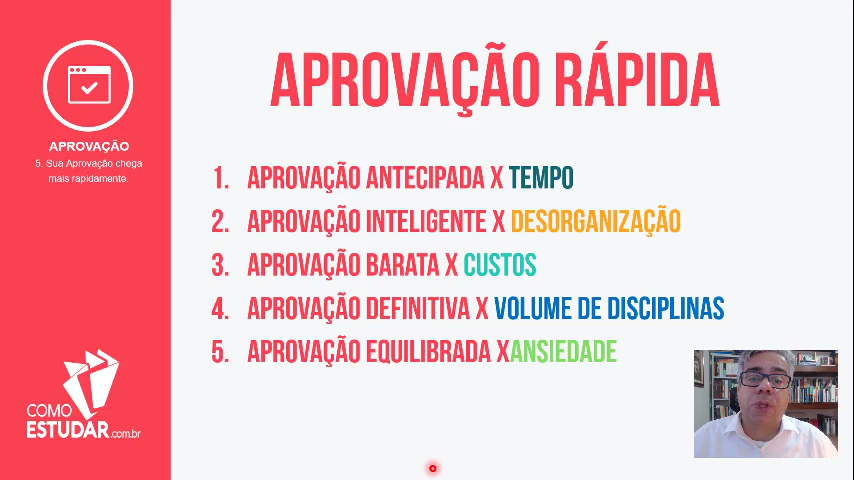 APROVAÇÃO RÁPIDA
APROVAÇÃO
5. Sua Aprovação chega
mais rapidamente.
1. APROVAÇÃO ANTECIPADA X TEMPO
2. APROVAÇÃO INTELIGENTE X DESORGANIZAÇÃO
3. APROVAÇÃO BARATA X CUSTOS
4. APROVAÇÃO DEFINITIVA X VOLUME DE DISCIPLINAS
5. APROVAÇÃO EQUILIBRADA XANSIEDADE
COMO
ESTUDAR.com.br